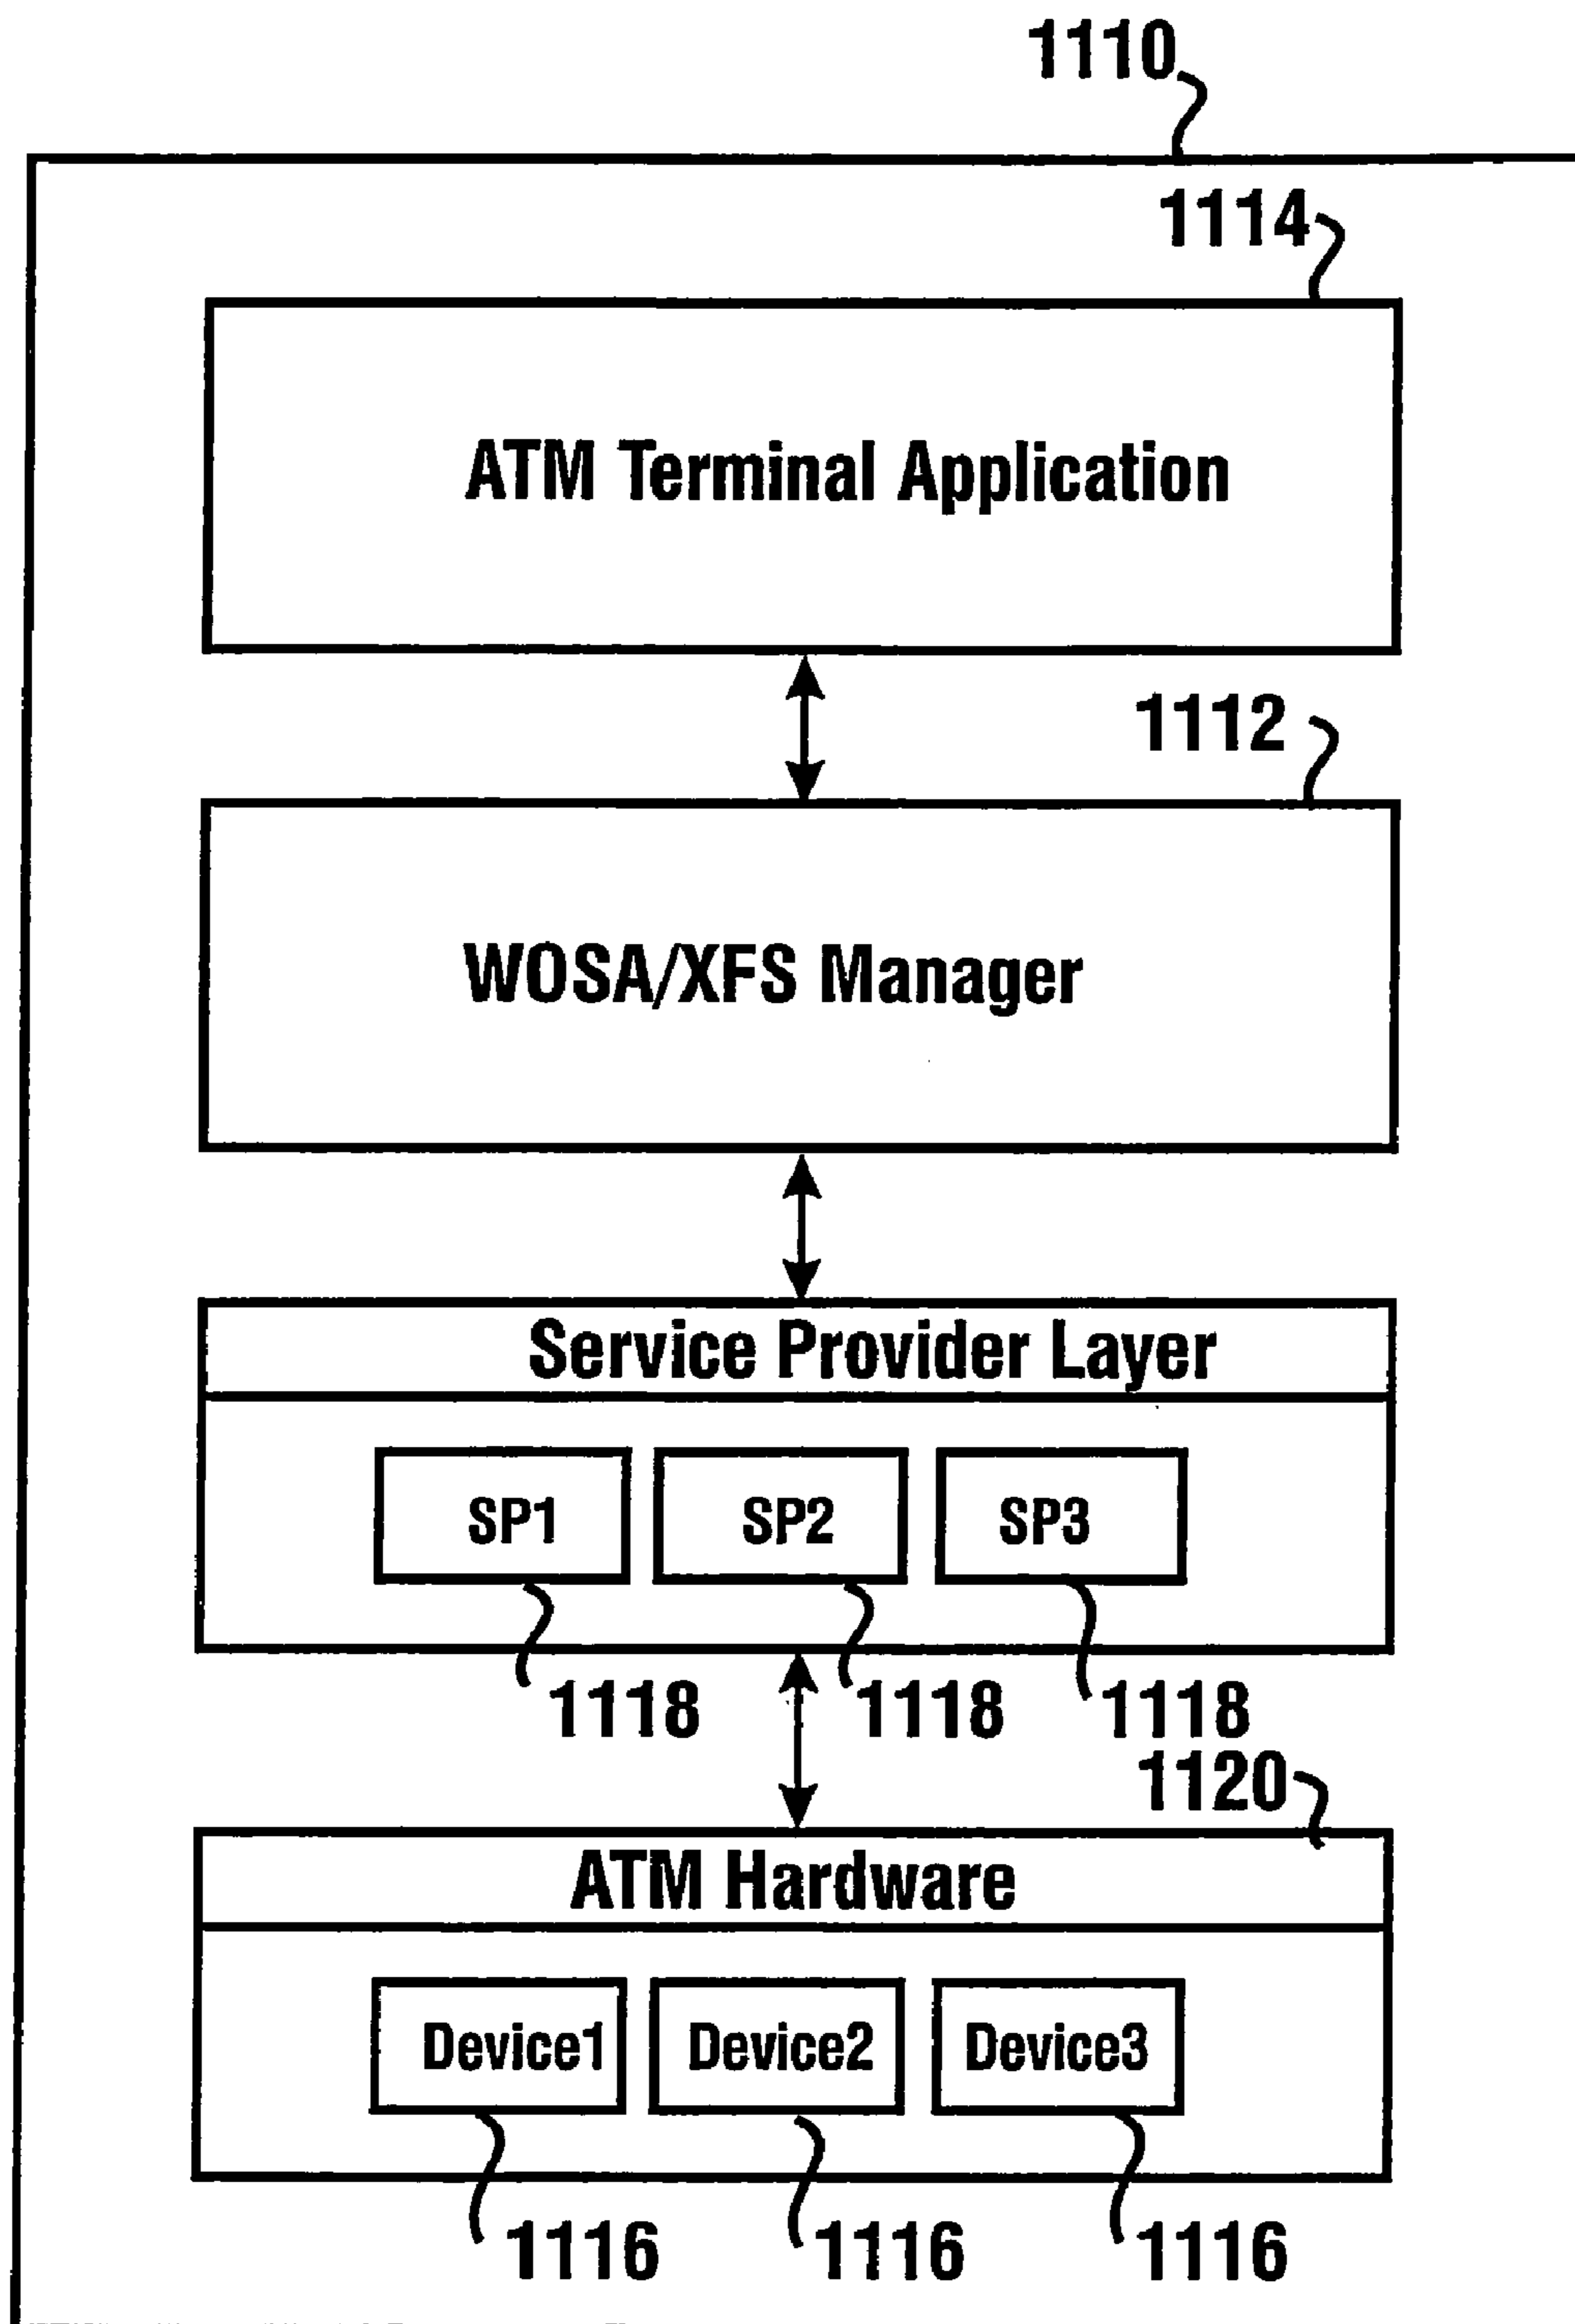 1110
1114
ATM Terminal Application
1112
WOSA/XFS Manager
Service Provider Layer
SP1 SP2 SP3
1118 1118 1118
1120
ATM Hardware
Device1 Device2 Device3
1116 1116 1116